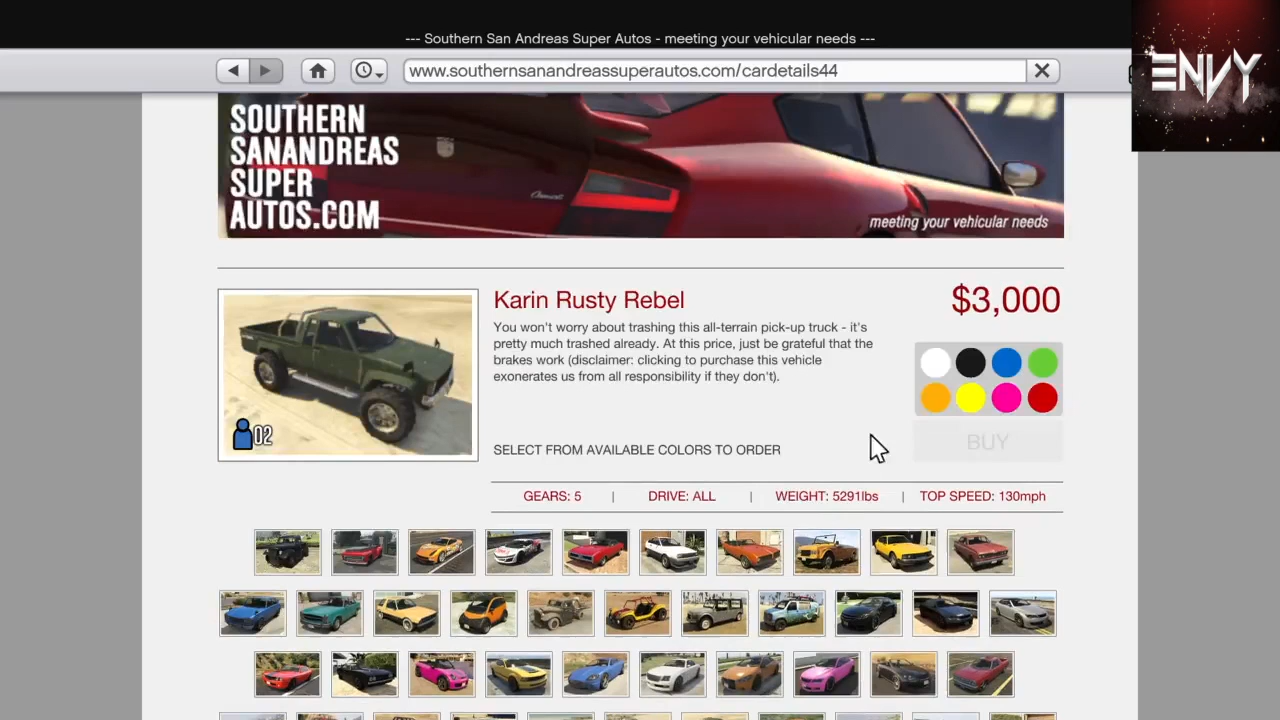 --- Southern San Andreas Super Autos - meeting your vehicular needs ---
www.southernsanandreassuperautos.com/cardetails44
ENVY
SOUTHERN
SANANDREAS
SUPER
AUTOS.COM
meeting your vehicular needs
Karin Rusty Rebel
$3,000
You won't worry about trashing this all-terrain pick-up truck - it's
pretty much trashed already. At this price, just be grateful that the
brakes work (disclaimer: clicking to purchase this vehicle
exonerates us from all responsibility if they don't).
02
SELECT FROM AVAILABLE COLORS TO ORDER
BUY
GEARS: 5 | DRIVE: ALL | WEIGHT: 5291lbs | TOP SPEED: 130mph